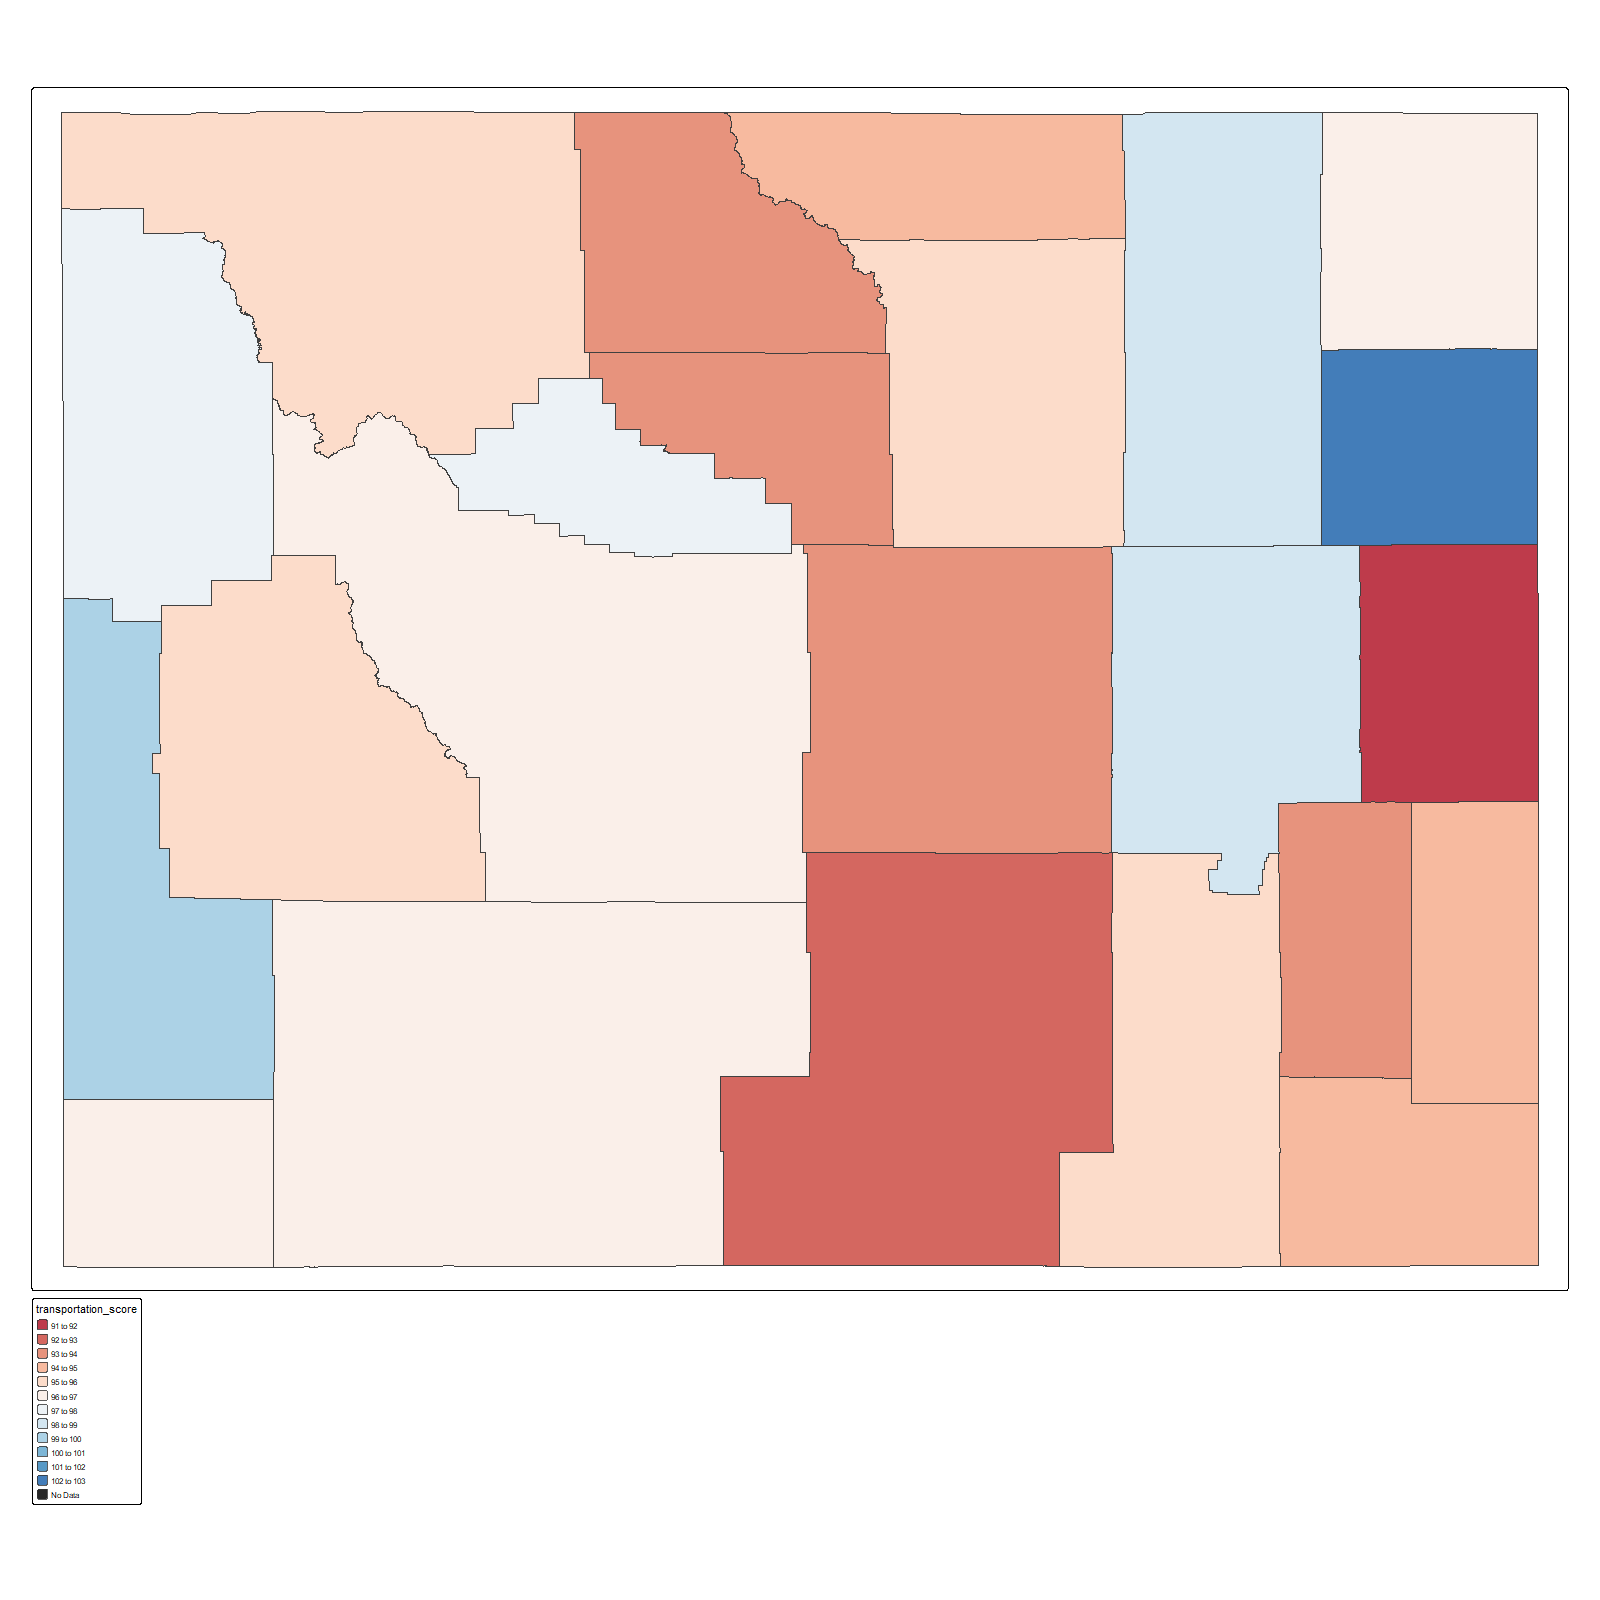 transportation_score
91 to 92
92 to 93
93 to 94
94 to 95
95 to 96
96 to 97
97 to 98
98 to 99
99 to 100
100 to 101
101 to 102
102 to 103
No Data